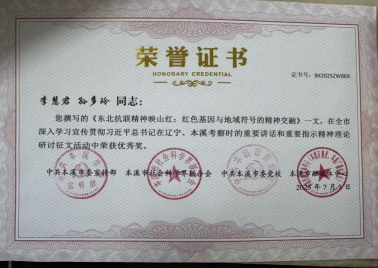 荣誉证书
HONORARY CREDENTIAL
证书号：BX2025ZW069
李慧君 孙多玲 同志：
您撰写的《东北抗联精神映山红：红色基因与地域符号的精神交融》一文，在全市
深入学习宣传贯彻习近平总书记在辽宁、本溪考察时的重要讲话和重要指示精神理论
研讨征文活动中荣获优秀奖。
中共本溪市委宣传部 本溪市社会科学界联合会 中共本溪市委党校
2025年7月1日